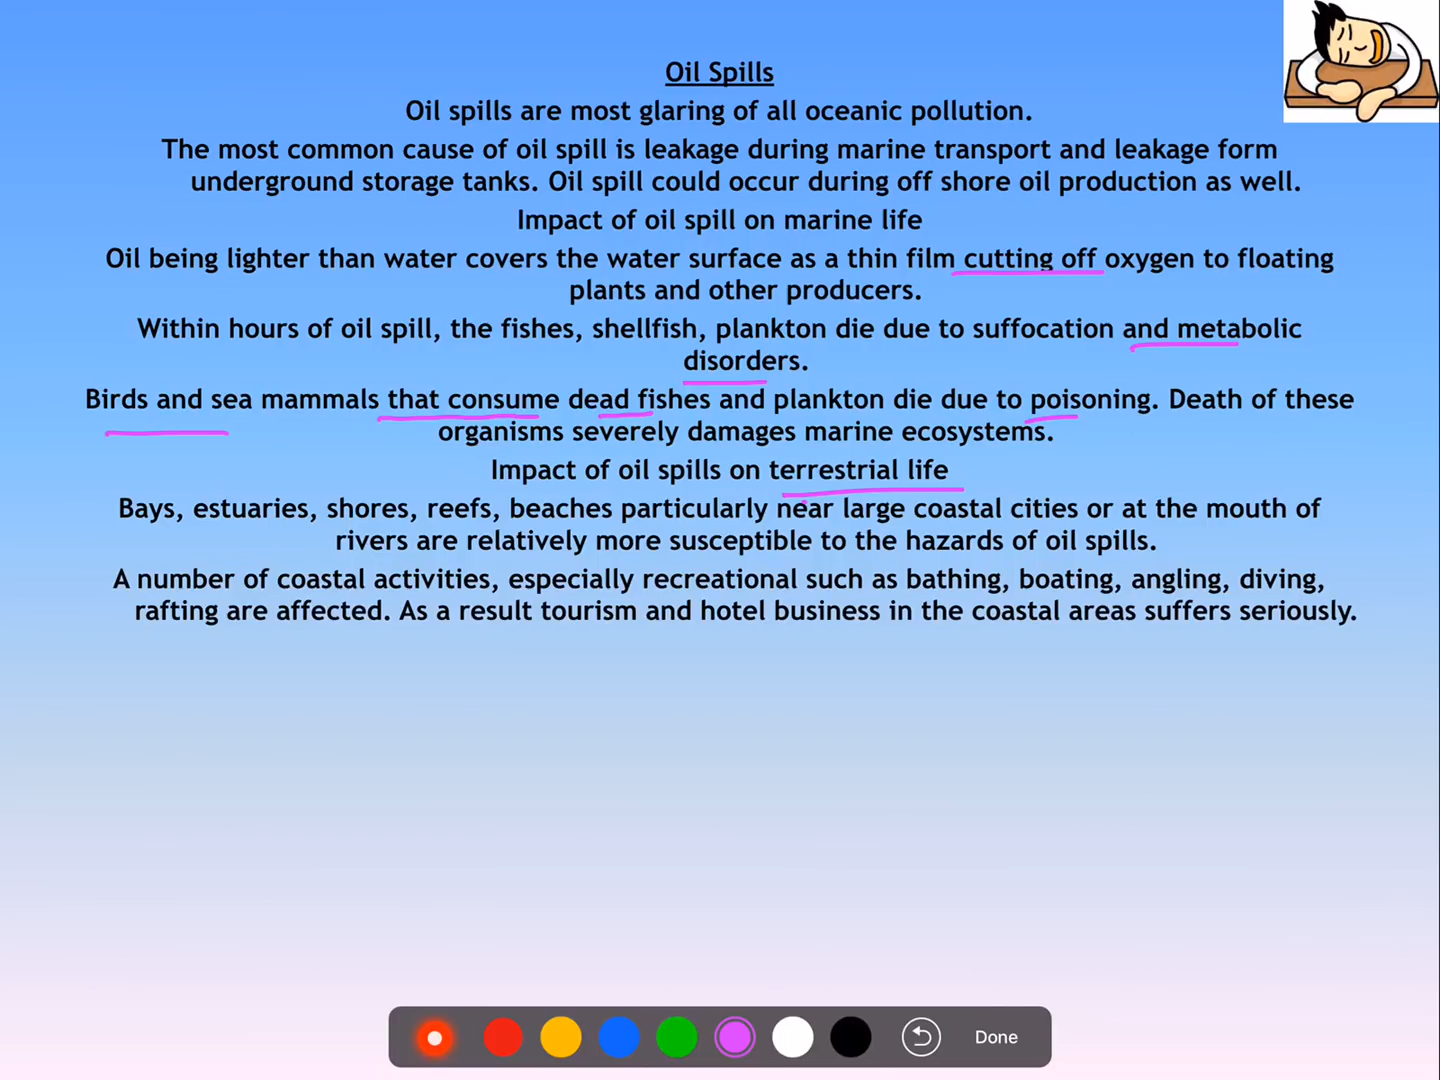 Oil Spills
Oil spills are most glaring of all oceanic pollution.
The most common cause of oil spill is leakage during marine transport and leakage form
underground storage tanks. Oil spill could occur during off shore oil production as well.
Impact of oil spill on marine life
Oil being lighter than water covers the water surface as a thin film cutting off oxygen to floating
plants and other producers.
Within hours of oil spill, the fishes, shellfish, plankton die due to suffocation and metabolic
disorders.
Birds and sea mammals that consume dead fishes and plankton die due to poisoning. Death of these
organisms severely damages marine ecosystems.
Impact of oil spills on terrestrial life
Bays, estuaries, shores, reefs, beaches particularly near large coastal cities or at the mouth of
rivers are relatively more susceptible to the hazards of oil spills.
A number of coastal activities, especially recreational such as bathing, boating, angling, diving,
rafting are affected. As a result tourism and hotel business in the coastal areas suffers seriously.
Done